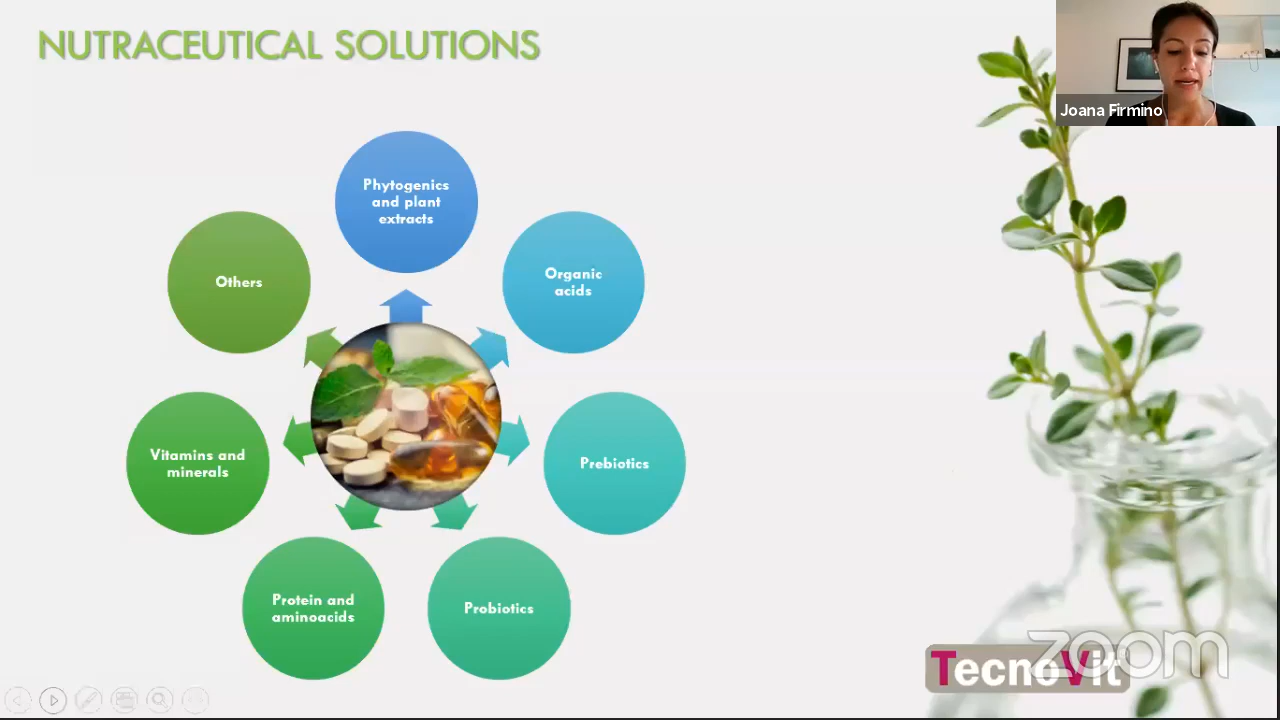 NUTRACEUTICAL SOLUTIONS
Joana Firmino
Phytogenics
and plant
extracts
Organic
acids
Prebiotics
Probiotics
Protein and
aminoacids
Vitamins and
minerals
Others
TecnoVit
zoom